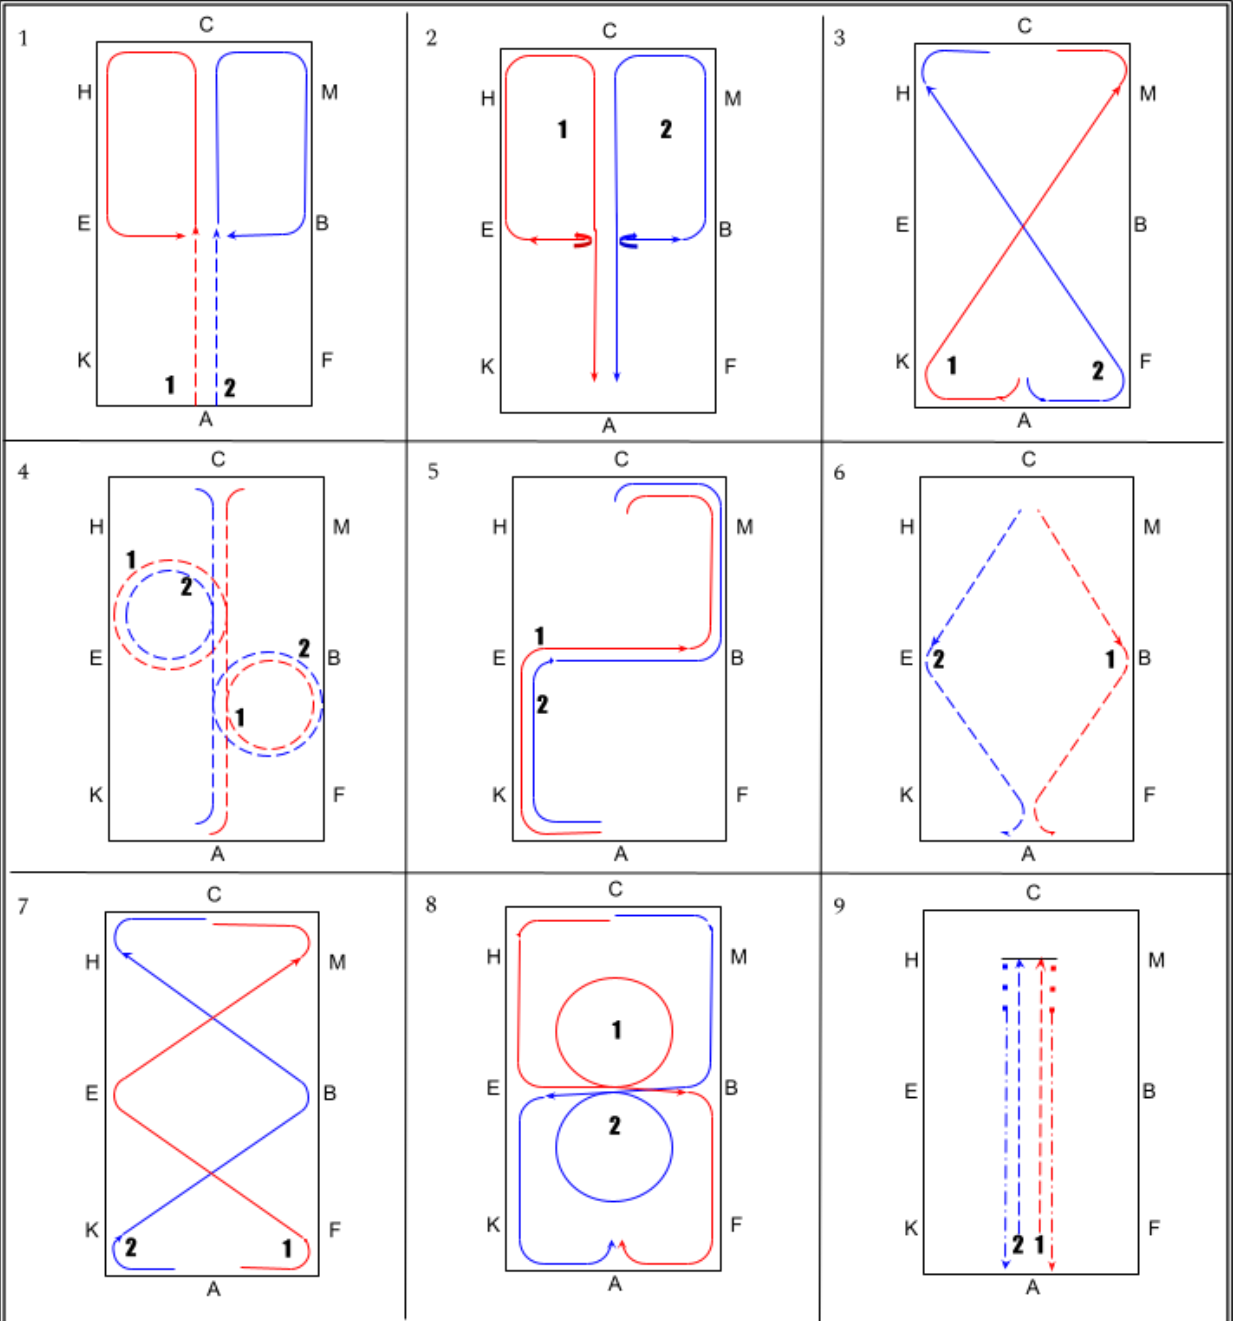 1 2 3
C C C
H M H 1 2 M H M
E B E B E B
K F K F K 1 2 F
1 2
A A A
4 5 6
C C C
H M H M H M
1 2
E 2 B E 1 B E 2 1 B
1 2
K F K F K F
A A A
7 8 9
C C C
H M H M H M
1
E B E B E B
2
K F K F K F
2 1 2 1
A A A